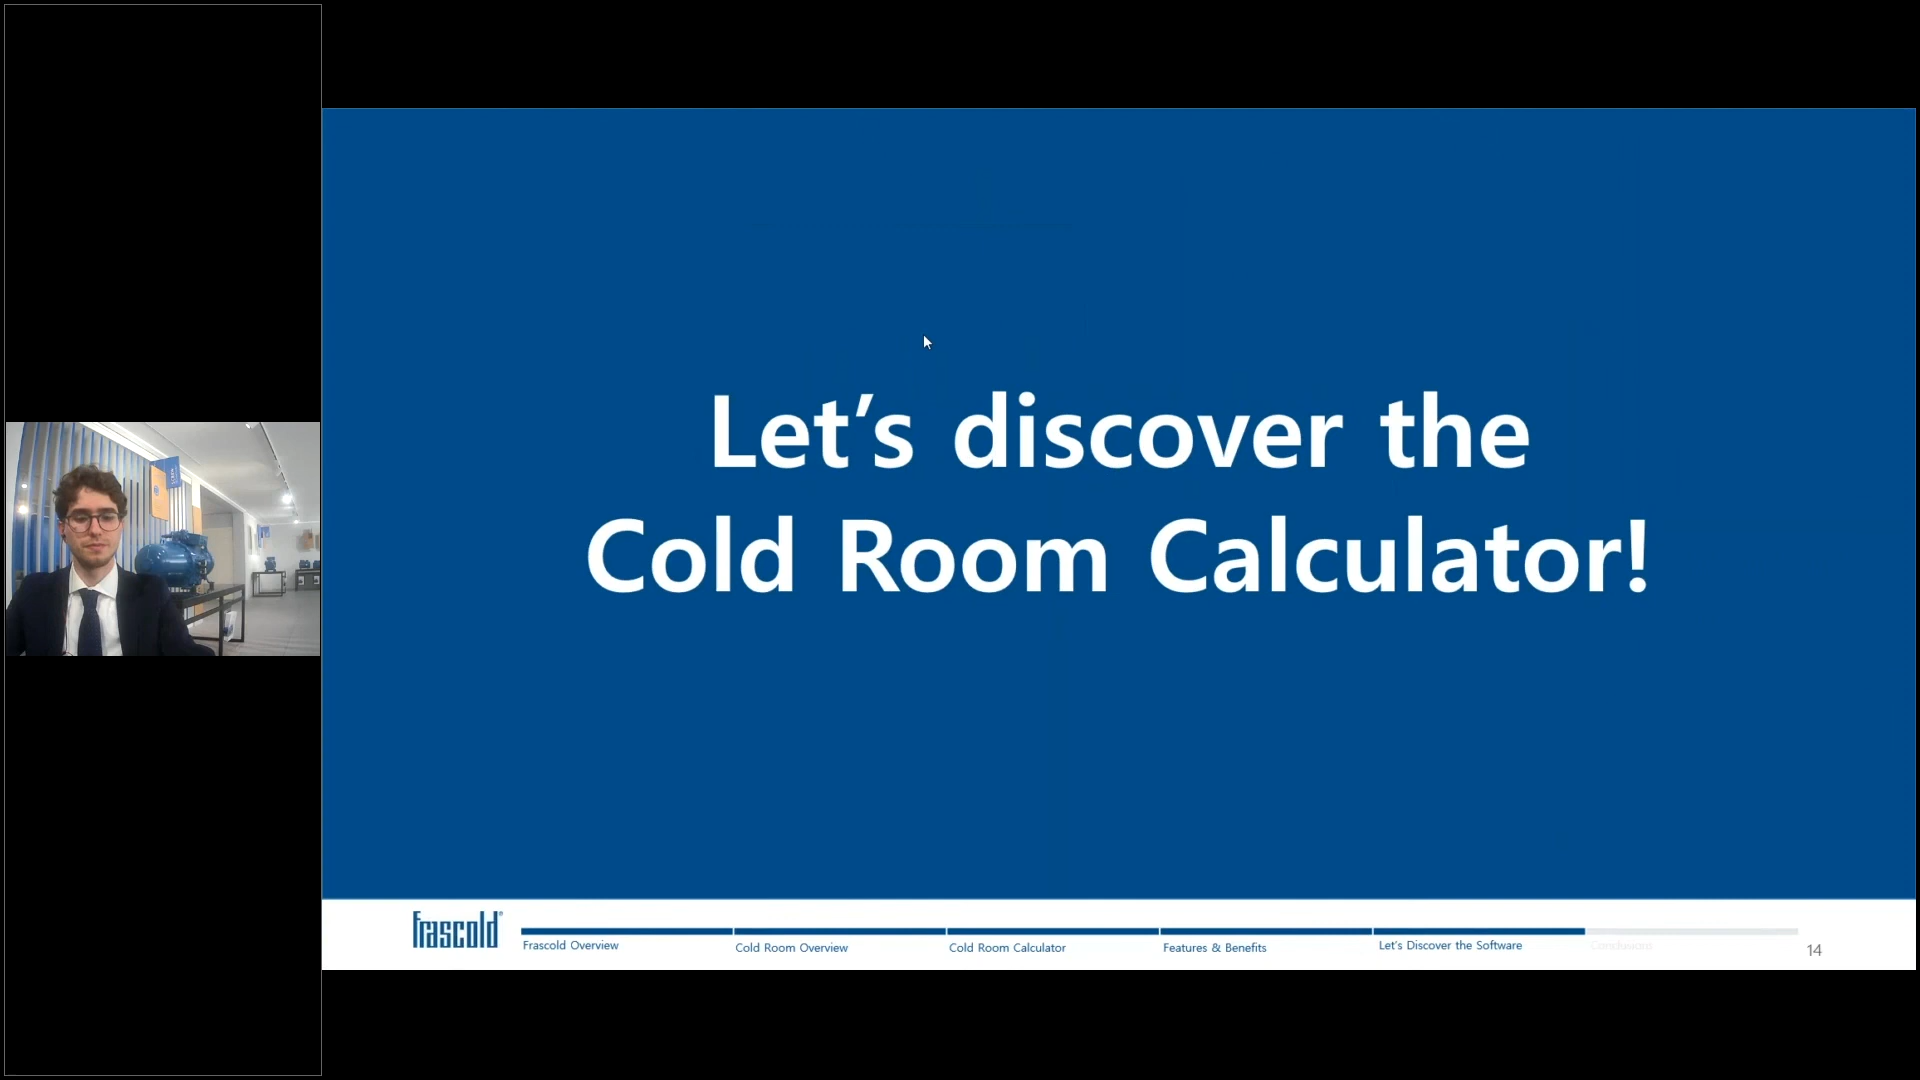 Let’s discover the
Cold Room Calculator!
frascold®
Frascold Overview
Cold Room Overview
Cold Room Calculator
Features & Benefits
Let's Discover the Software
14